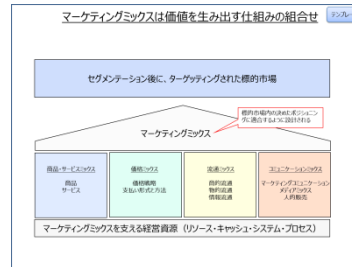 マーケティングミックスは価値を生み出す仕組みの組合せ
テンプレー
セグメンテーション後に、ターゲッティングされた標的市場
標的市場内の決めたポジショニン
グに適合するように設計される
マーケティングミックス
商品・サービスミックス
商品
サービス
価格ミックス
価格戦略
支払い形式と方法
流通ミックス
商的流通
物的流通
情報流通
コミュニケーションミックス
マーケティングコミュニケーション
メディアミックス
人的販売
マーケティングミックスを支える経営資源（リソース・キャッシュ・システム・プロセス）